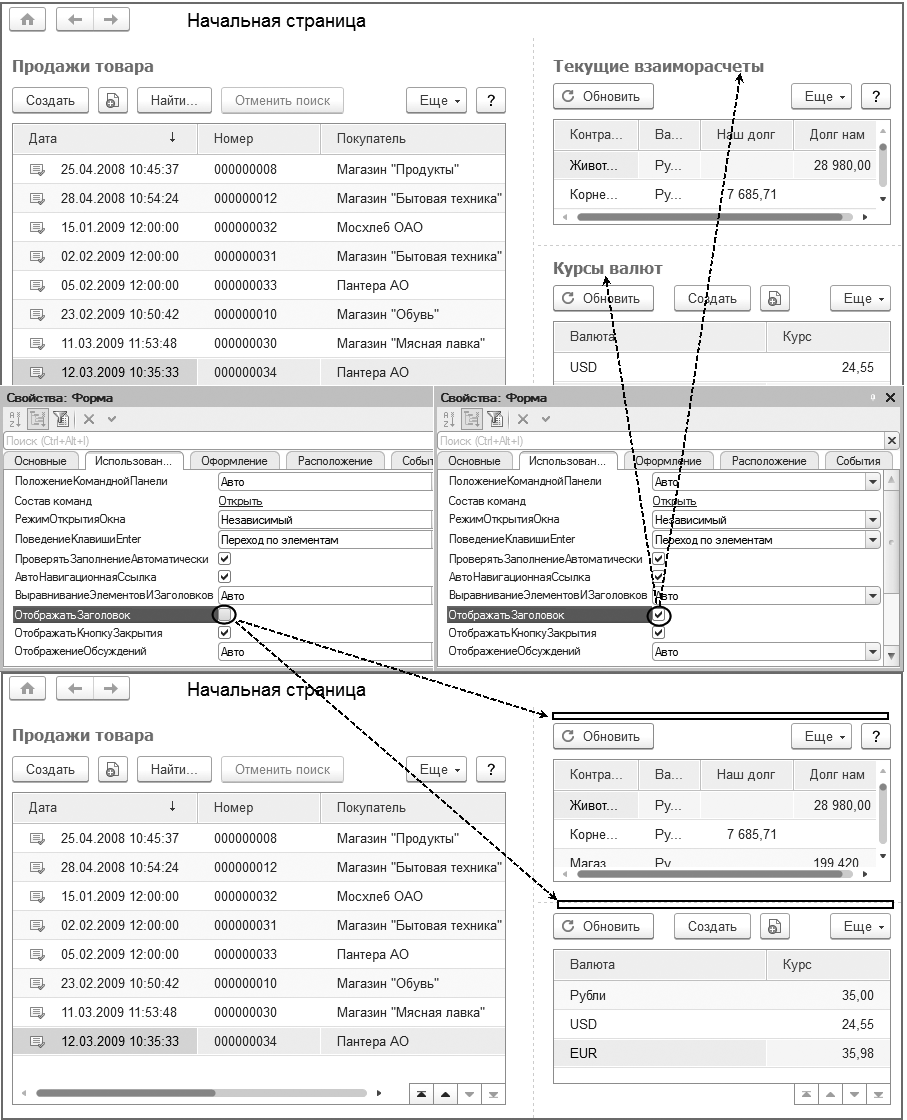 Начальная страница
Продажи товара
Создать Найти... Отменить поиск Еще ?
Дата ↓ Номер Покупатель
25.04.2008 10:45:37 000000008 Магазин "Продукты"
28.04.2008 10:54:24 000000012 Магазин "Бытовая техника"
15.01.2009 12:00:00 000000032 Мосхлеб ОАО
02.02.2009 12:00:00 000000031 Магазин "Бытовая техника"
05.02.2009 12:00:00 000000033 Пантера АО
23.02.2009 10:50:42 000000010 Магазин "Обувь"
11.03.2009 11:53:48 000000030 Магазин "Мясная лавка"
12.03.2009 10:35:33 000000034 Пантера АО
Текущие взаиморасчеты
Обновить Еще ?
Контра... Ва... Наш долг Долг нам
Живот... Ру... 28 980,00
Корне... Ру... 7 685,71
Курсы валют
Обновить Создать Еще
Валюта Курс
USD 24,55
Свойства: Форма
Поиск (Ctrl+Alt+I)
Основные Использован... Оформление Расположение Событ
ПоложениеКоманднойПанели Авто
Состав команд Открыть
РежимОткрытияОкна Независимый
ПоведениеКлавишиEnter Переход по элементам
ПроверятьЗаполнениеАвтоматически
АвтоНавигационнаяСсылка
ВыравниваниеЭлементовИЗаголовков Авто
ОтображатьЗаголовок
ОтображатьКнопкуЗакрытия
ОтображениеОбсуждений Авто
Свойства: Форма
Поиск (Ctrl+Alt+I)
Основные Использован... Оформление Расположение События
ПоложениеКоманднойПанели Авто
Состав команд Открыть
РежимОткрытияОкна Независимый
ПоведениеКлавишиEnter Переход по элементам
ПроверятьЗаполнениеАвтоматически
АвтоНавигационнаяСсылка
ВыравниваниеЭлементовИЗаголовков Авто
ОтображатьЗаголовок
ОтображатьКнопкуЗакрытия
ОтображениеОбсуждений Авто
Начальная страница
Продажи товара
Создать Найти... Отменить поиск Еще ?
Дата ↓ Номер Покупатель
25.04.2008 10:45:37 000000008 Магазин "Продукты"
28.04.2008 10:54:24 000000012 Магазин "Бытовая техника"
15.01.2009 12:00:00 000000032 Мосхлеб ОАО
02.02.2009 12:00:00 000000031 Магазин "Бытовая техника"
05.02.2009 12:00:00 000000033 Пантера АО
23.02.2009 10:50:42 000000010 Магазин "Обувь"
11.03.2009 11:53:48 000000030 Магазин "Мясная лавка"
12.03.2009 10:35:33 000000034 Пантера АО
Обновить Еще ?
Контра... Ва... Наш долг Долг нам
Живот... Ру... 28 980,00
Корне... Ру... 7 685,71
Магаз Ру 199 420
Обновить Создать Еще
Валюта Курс
Рубли 35,00
USD 24,55
EUR 35,98